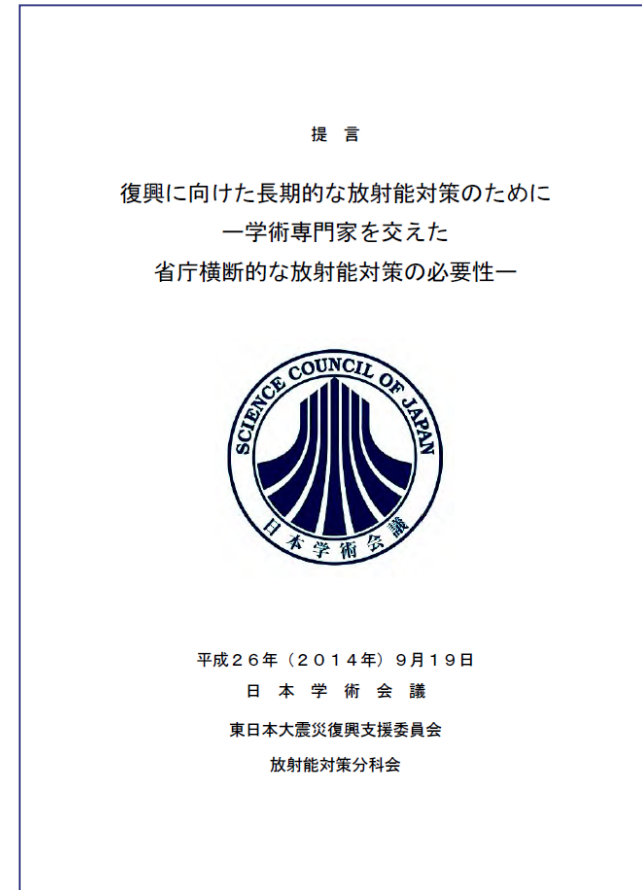 提 言
復興に向けた長期的な放射能対策のために
ー学術専門家を交えた
省庁横断的な放射能対策の必要性ー
SCIENCE COUNCIL OF JAPAN
日本学術会議
平成２６年（２０１４年）９月１９日
日 本 学 術 会 議
東日本大震災復興支援委員会
放射能対策分科会